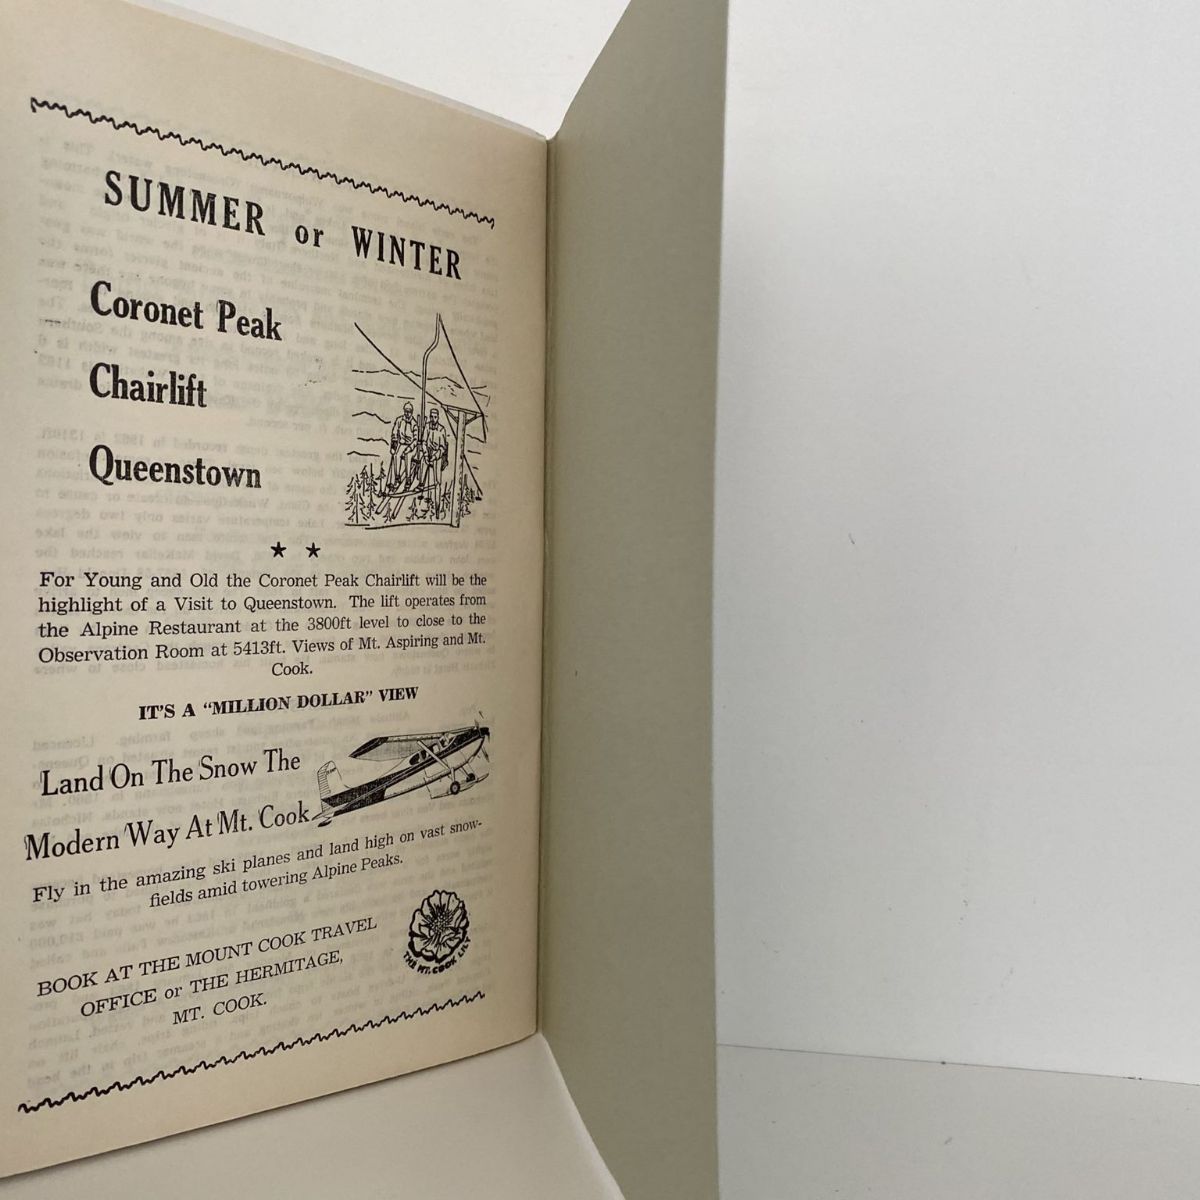 SUMMER or WINTER
Coronet Peak
Chairlift
Queenstown
★ ★
For Young and Old the Coronet Peak Chairlift will be the
highlight of a Visit to Queenstown. The lift operates from
the Alpine Restaurant at the 3800ft level to close to the
Observation Room at 5413ft. Views of Mt. Aspiring and Mt.
Cook.
IT'S A "MILLION DOLLAR" VIEW
Land On The Snow The
Modern Way At Mt. Cook
Fly in the amazing ski planes and land high on vast snow-
fields amid towering Alpine Peaks.
BOOK AT THE MOUNT COOK TRAVEL
OFFICE or THE HERMITAGE,
MT. COOK.
THE MT. COOK LILY